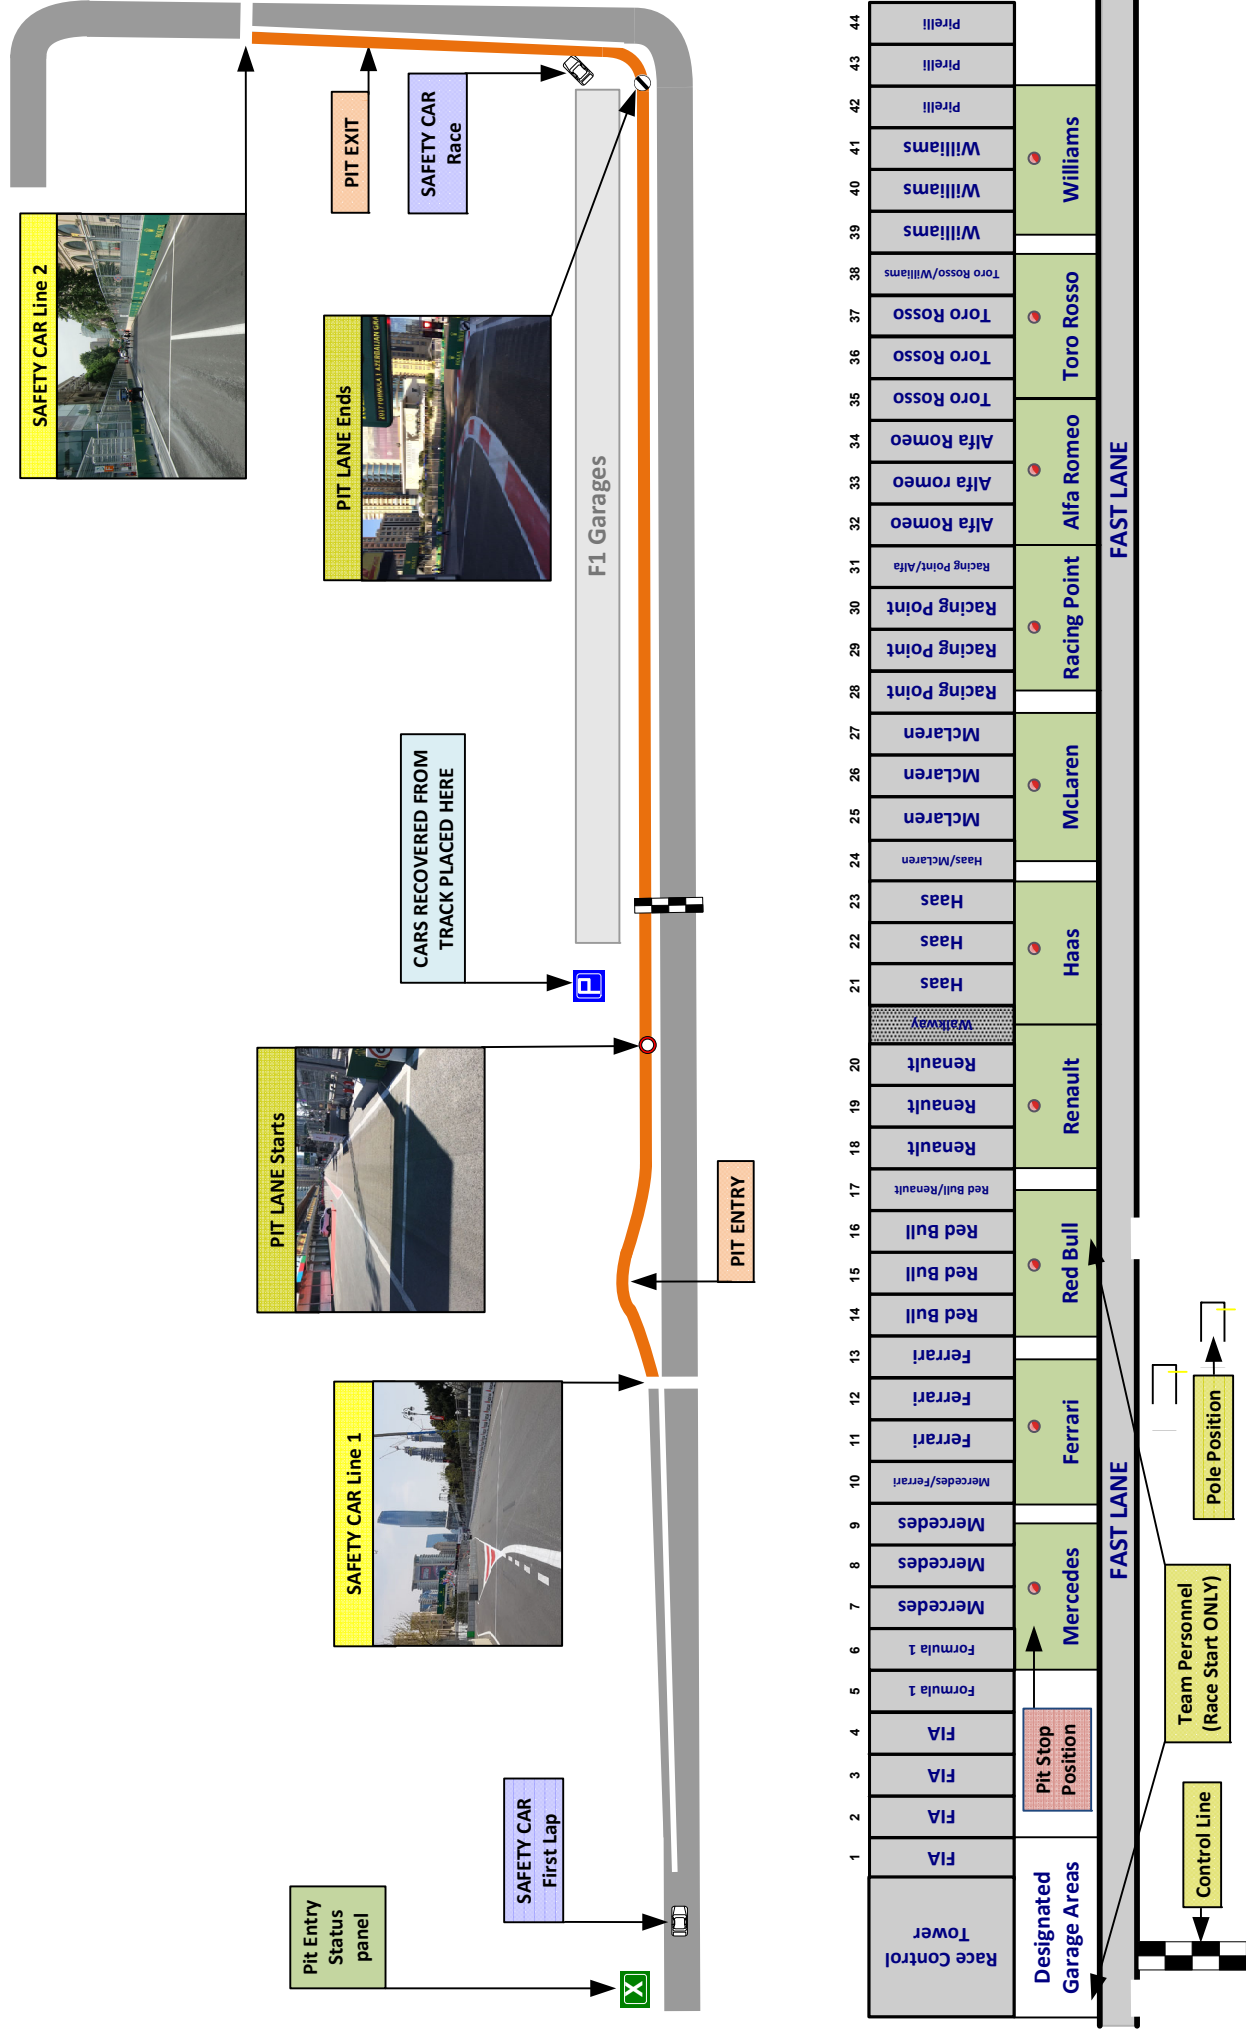 SAFETY CAR Line 2
PIT EXIT
SAFETY CAR
Race
PIT LANE Ends
2017 FORMULA 1 AZERBAIJAN GRA
F1 Garages
CARS RECOVERED FROM
TRACK PLACED HERE
P
PIT LANE Starts
PIT ENTRY
SAFETY CAR Line 1
SAFETY CAR
First Lap
Pit Entry
Status
panel
X
Race Control
Tower
1
FIA
2
FIA
3
FIA
4
FIA
5
Formula 1
6
Formula 1
7
Mercedes
8
Mercedes
9
Mercedes
10
Mercedes/Ferrari
11
Ferrari
12
Ferrari
13
Ferrari
14
Red Bull
15
Red Bull
16
Red Bull
17
Red Bull/Renault
18
Renault
19
Renault
20
Renault
Walkway
21
Haas
22
Haas
23
Haas
24
Haas/McLaren
25
McLaren
26
McLaren
27
McLaren
28
Racing Point
29
Racing Point
30
Racing Point
31
Racing Point/Alfa
32
Alfa Romeo
33
Alfa romeo
34
Alfa Romeo
35
Toro Rosso
36
Toro Rosso
37
Toro Rosso
38
Toro Rosso/Williams
39
Williams
40
Williams
41
Williams
42
Pirelli
43
Pirelli
44
Pirelli
Designated
Garage Areas
Pit Stop
Position
Mercedes
Ferrari
Red Bull
Renault
Haas
McLaren
Racing Point
Alfa Romeo
Toro Rosso
Williams
FAST LANE
FAST LANE
Control Line
Team Personnel
(Race Start ONLY)
Pole Position